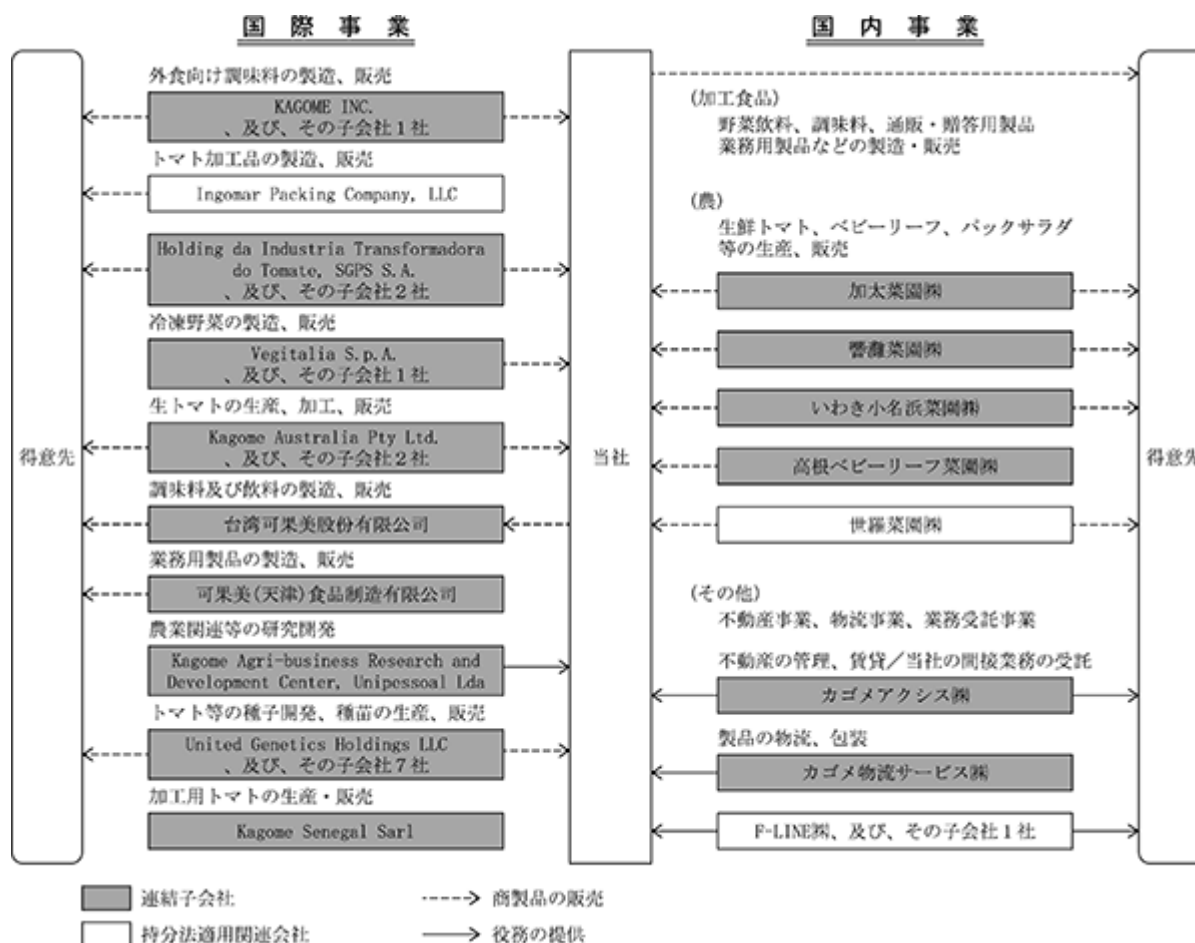 国際事業
得意先
外食向け調味料の製造、販売
KAGOME INC.
、及び、その子会社1社
トマト加工品の製造、販売
Ingomar Packing Company, LLC
Holding da Industria Transformadora
do Tomate, SGPS S.A.
、及び、その子会社2社
冷凍野菜の製造、販売
Vegitalia S.p.A.
、及び、その子会社1社
生トマトの生産、加工、販売
Kagome Australia Pty Ltd.
、及び、その子会社2社
調味料及び飲料の製造、販売
台湾可果美股份有限公司
業務用製品の製造、販売
可果美(天津)食品制造有限公司
農業関連等の研究開発
Kagome Agri-business Research and
Development Center, Unipessoal Lda
トマト等の種子開発、種苗の生産、販売
United Genetics Holdings LLC
、及び、その子会社7社
加工用トマトの生産・販売
Kagome Senegal Sarl
当社
国内事業
(加工食品)
野菜飲料、調味料、通販・贈答用製品
業務用製品などの製造・販売
(農)
生鮮トマト、ベビーリーフ、パックサラダ
等の生産、販売
加太菜園㈱
響灘菜園㈱
いわき小名浜菜園㈱
高根ベビーリーフ菜園㈱
世羅菜園㈱
(その他)
不動産事業、物流事業、業務受託事業
不動産の管理、賃貸／当社の間接業務の受託
カゴメアクシス㈱
製品の物流、包装
カゴメ物流サービス㈱
F-LINE㈱、及び、その子会社1社
得意先
連結子会社
商製品の販売
持分法適用関連会社
役務の提供